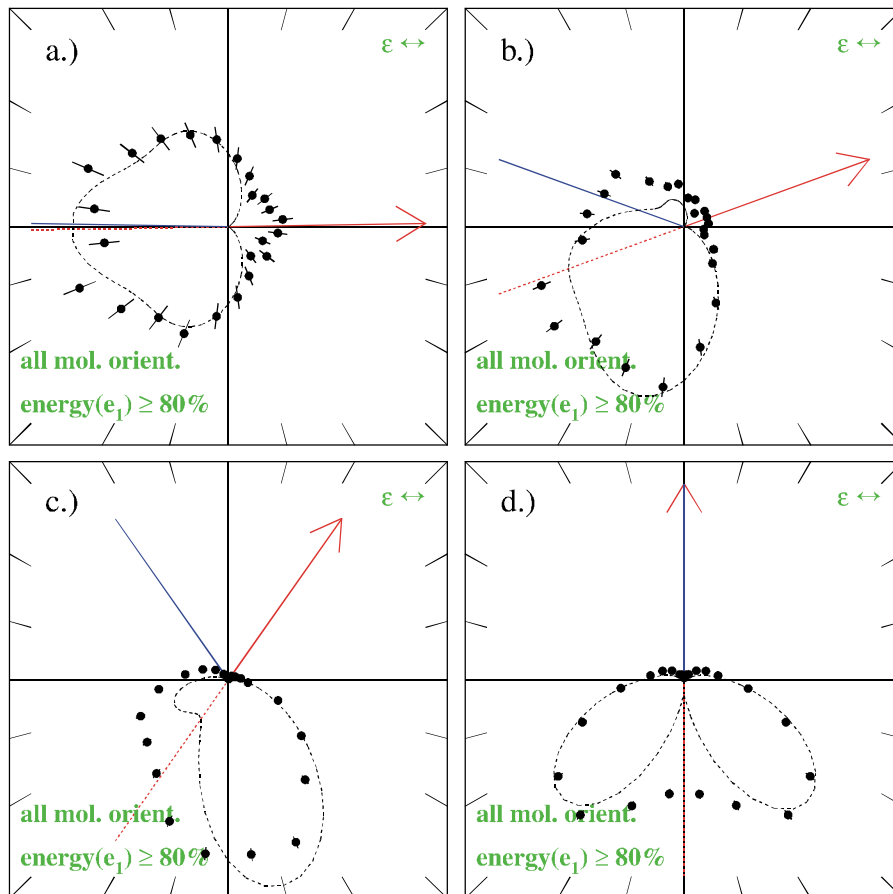 a.)
ε ↔
all mol. orient.
energy(e₁) ≥ 80%
b.)
ε ↔
all mol. orient.
energy(e₁) ≥ 80%
c.)
ε ↔
all mol. orient.
energy(e₁) ≥ 80%
d.)
ε ↔
all mol. orient.
energy(e₁) ≥ 80%